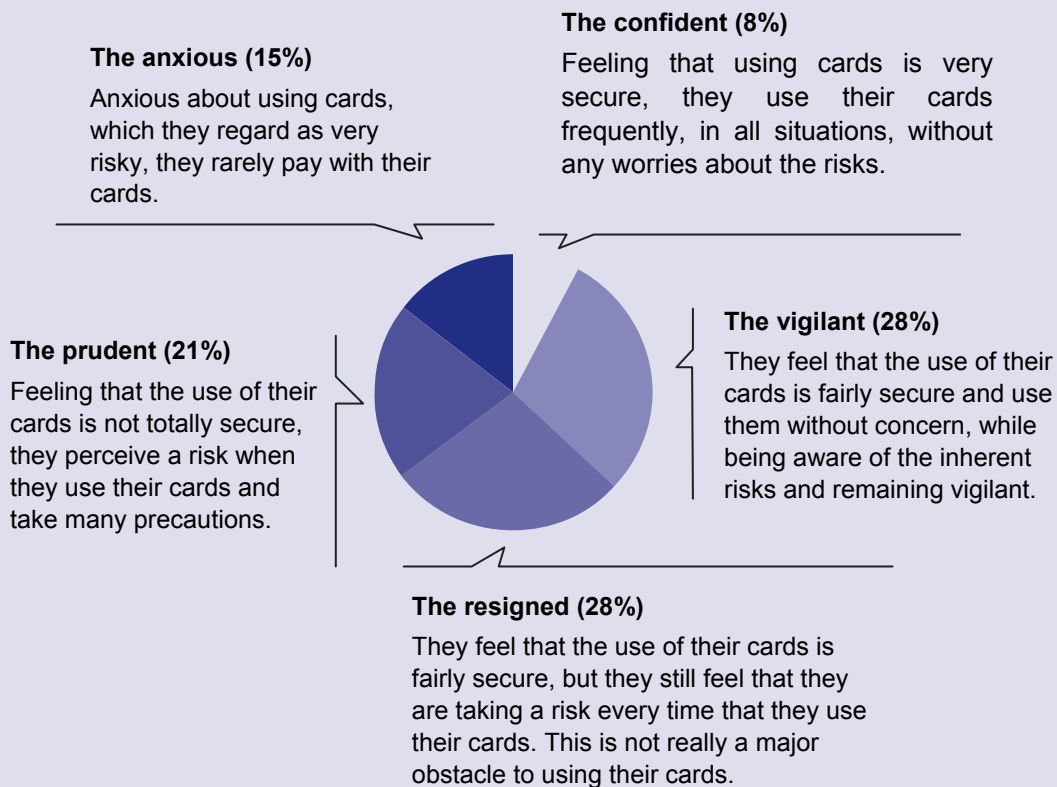 The anxious (15%)
Anxious about using cards,
which they regard as very
risky, they rarely pay with their
cards.
The confident (8%)
Feeling that using cards is very
secure, they use their cards
frequently, in all situations, without
any worries about the risks.
The prudent (21%)
Feeling that the use of their
cards is not totally secure,
they perceive a risk when
they use their cards and
take many precautions.
The vigilant (28%)
They feel that the use of their
cards is fairly secure and use
them without concern, while
being aware of the inherent
risks and remaining vigilant.
The resigned (28%)
They feel that the use of their cards is
fairly secure, but they still feel that they
are taking a risk every time that they use
their cards. This is not really a major
obstacle to using their cards.